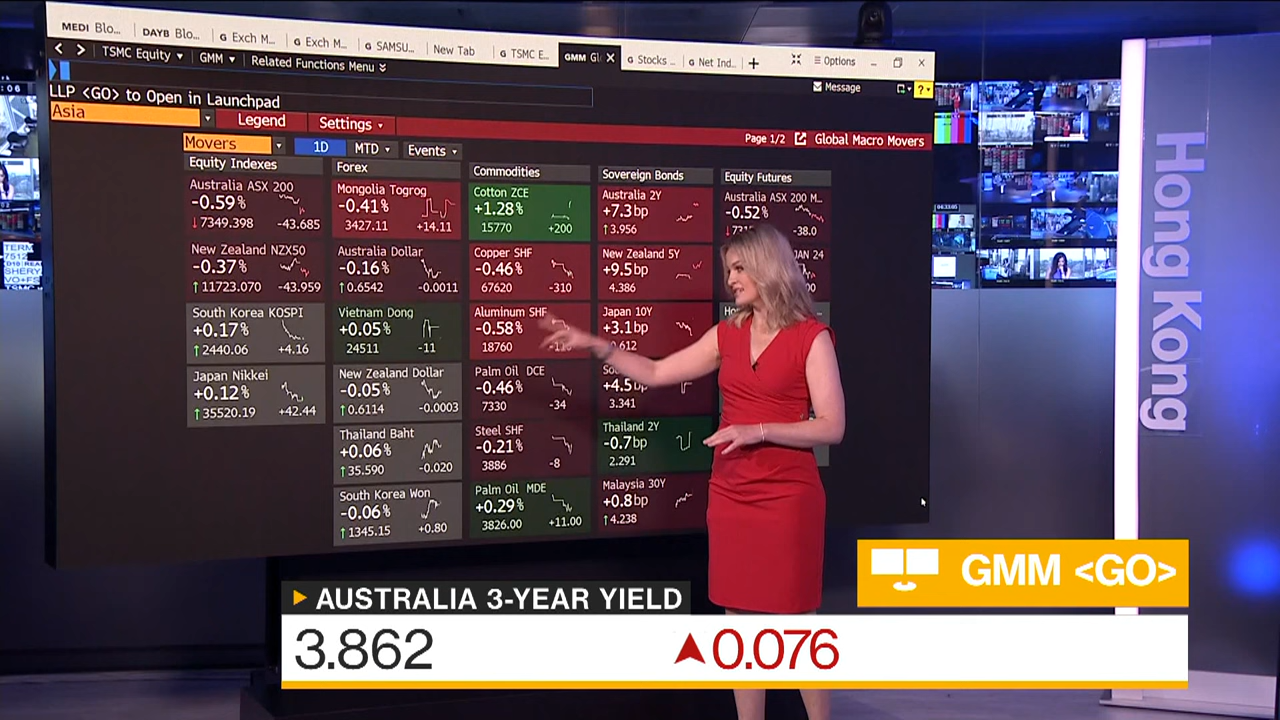 MEDI Blo...
DAYB Blo...
G Exch M...
G Exch M...
G SAMSU...
New Tab
G TSMC E...
GMM Gl
G Stocks ...
G Net Ind...
Options
TSMC Equity
GMM
Related Functions Menu
Message
?
LLP <GO> to Open in Launchpad
Asia
Legend
Settings
Page 1/2
Global Macro Movers
Movers
1D
MTD
Events
Equity Indexes
Australia ASX 200
-0.59%
7349.398 -43.685
New Zealand NZX50
-0.37%
11723.070 -43.959
South Korea KOSPI
+0.17%
2440.06 +4.16
Japan Nikkei
+0.12%
35520.19 +42.44
Forex
Mongolia Togrog
-0.41%
3427.11 +14.11
Australia Dollar
-0.16%
0.6542 -0.0011
Vietnam Dong
+0.05%
24511 -11
New Zealand Dollar
-0.05%
0.6114 -0.0003
Thailand Baht
+0.06%
35.590 -0.020
South Korea Won
-0.06%
1345.15 +0.80
Commodities
Cotton ZCE
+1.28%
15770 +200
Copper SHF
-0.46%
67620 -310
Aluminum SHF
-0.58%
18760
Palm Oil DCE
-0.46%
7330 -34
Steel SHF
-0.21%
3886 -8
Palm Oil MDE
+0.29%
3826.00 +11.00
Sovereign Bonds
Australia 2Y
+7.3bp
3.956
New Zealand 5Y
+9.5bp
4.386
Japan 10Y
+3.1bp
0.612
+4.5bp
3.341
Thailand 2Y
-0.7bp
2.291
Malaysia 30Y
+0.8bp
4.238
Equity Futures
Australia ASX 200 M...
-0.52%
-38.0
JAN 24
Hong Kong
TERM
7512
GMM <GO>
AUSTRALIA 3-YEAR YIELD
3.862 0.076